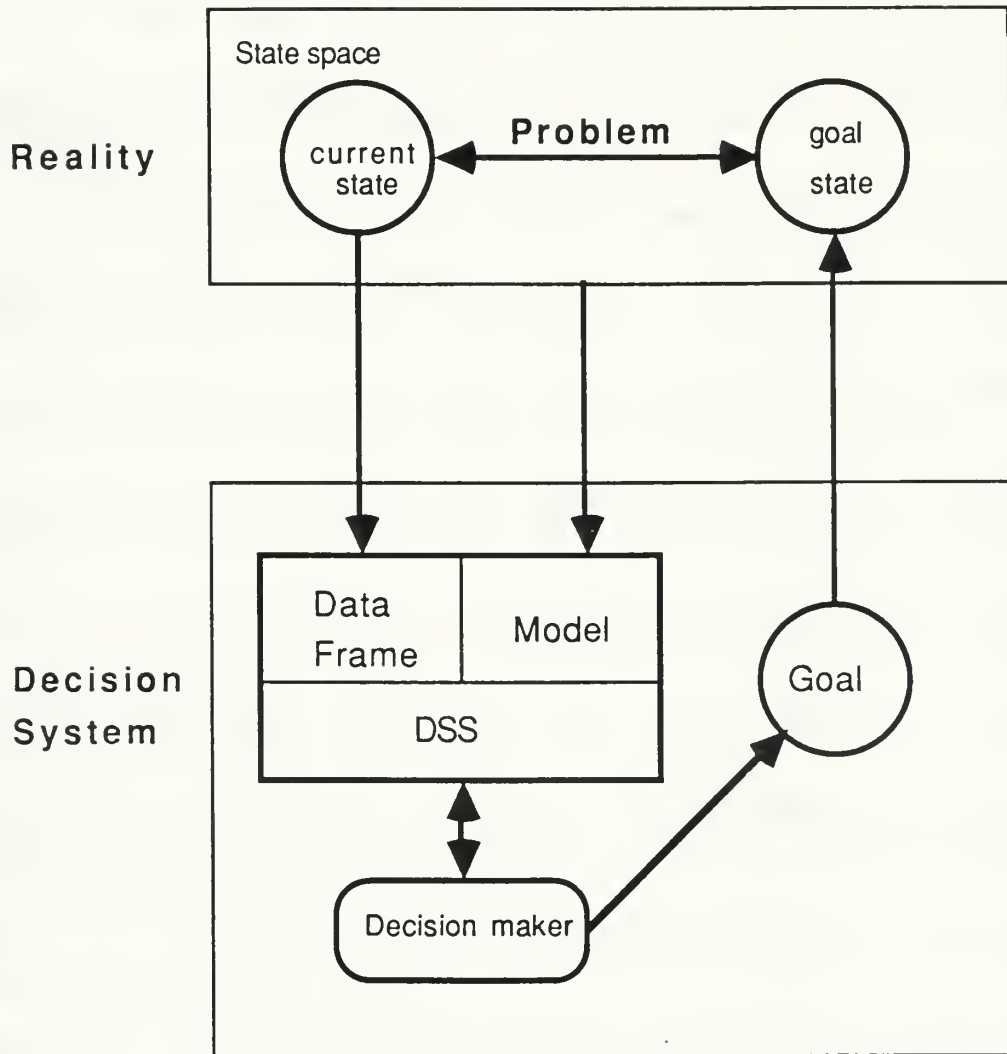 State space
Reality
current
state
Problem
goal
state
Decision
System
Data
Frame
Model
DSS
Goal
Decision maker